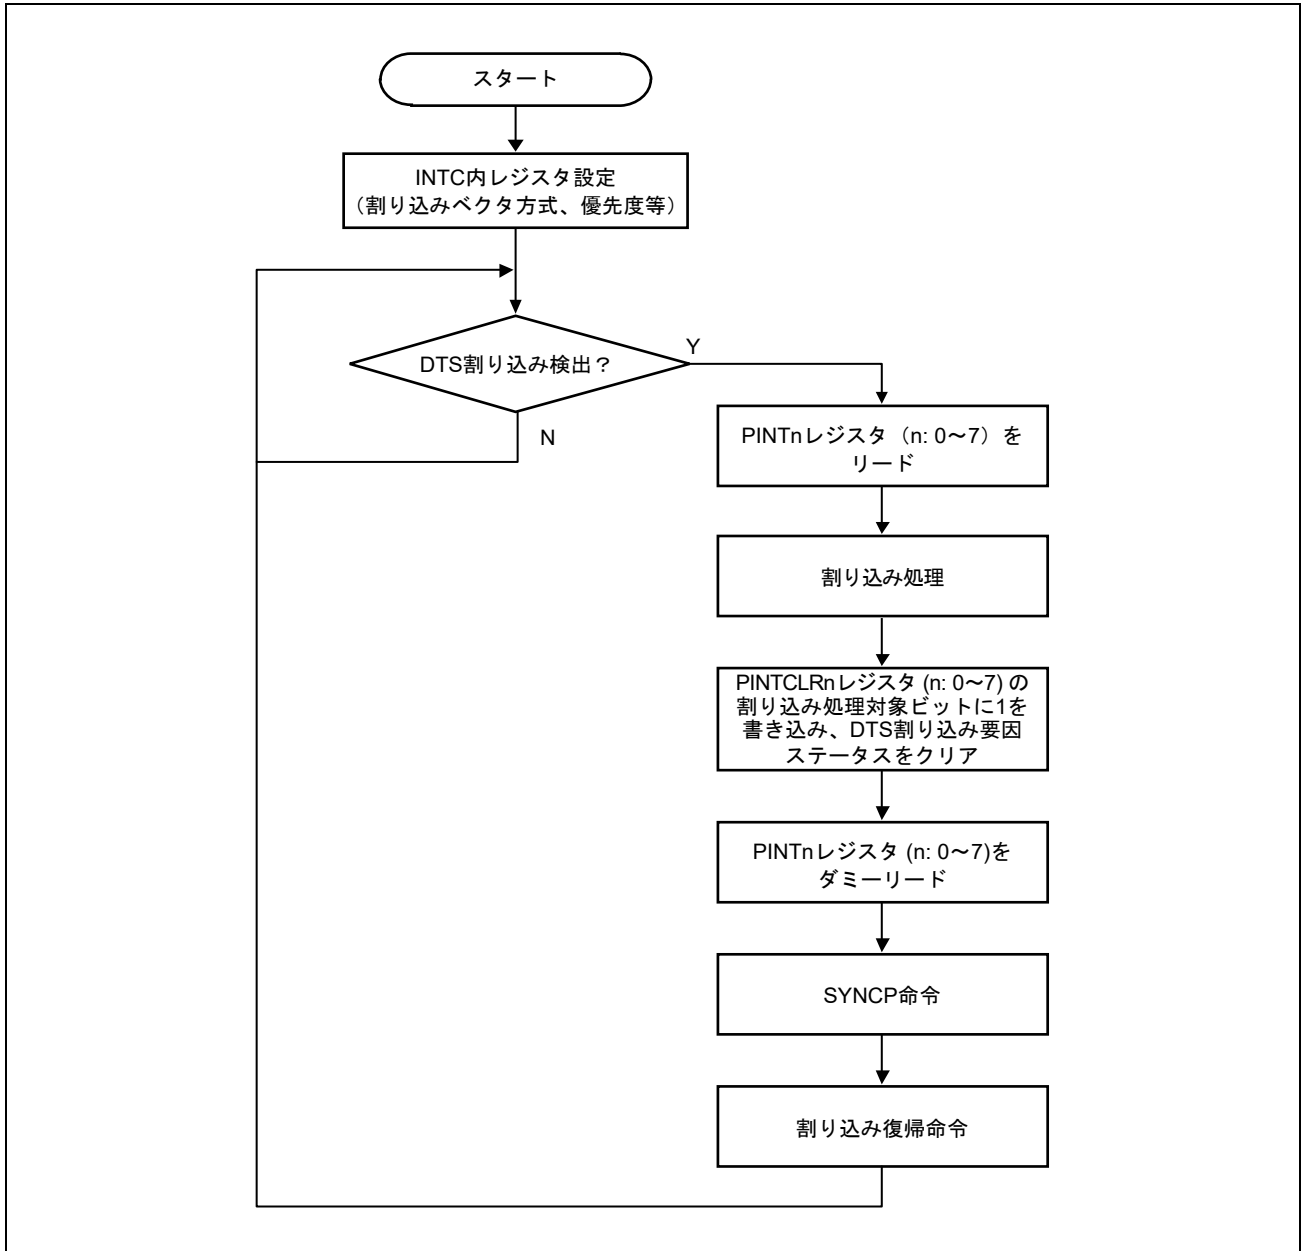 スタート
INTC内レジスタ設定
（割り込みベクタ方式、優先度等）
DTS割り込み検出？
Y
N
PINTnレジスタ（n: 0～7）を
リード
割り込み処理
PINTCLRnレジスタ (n: 0～7) の
割り込み処理対象ビットに1を
書き込み、DTS割り込み要因
ステータスをクリア
PINTnレジスタ (n: 0～7)を
ダミーリード
SYNCP命令
割り込み復帰命令